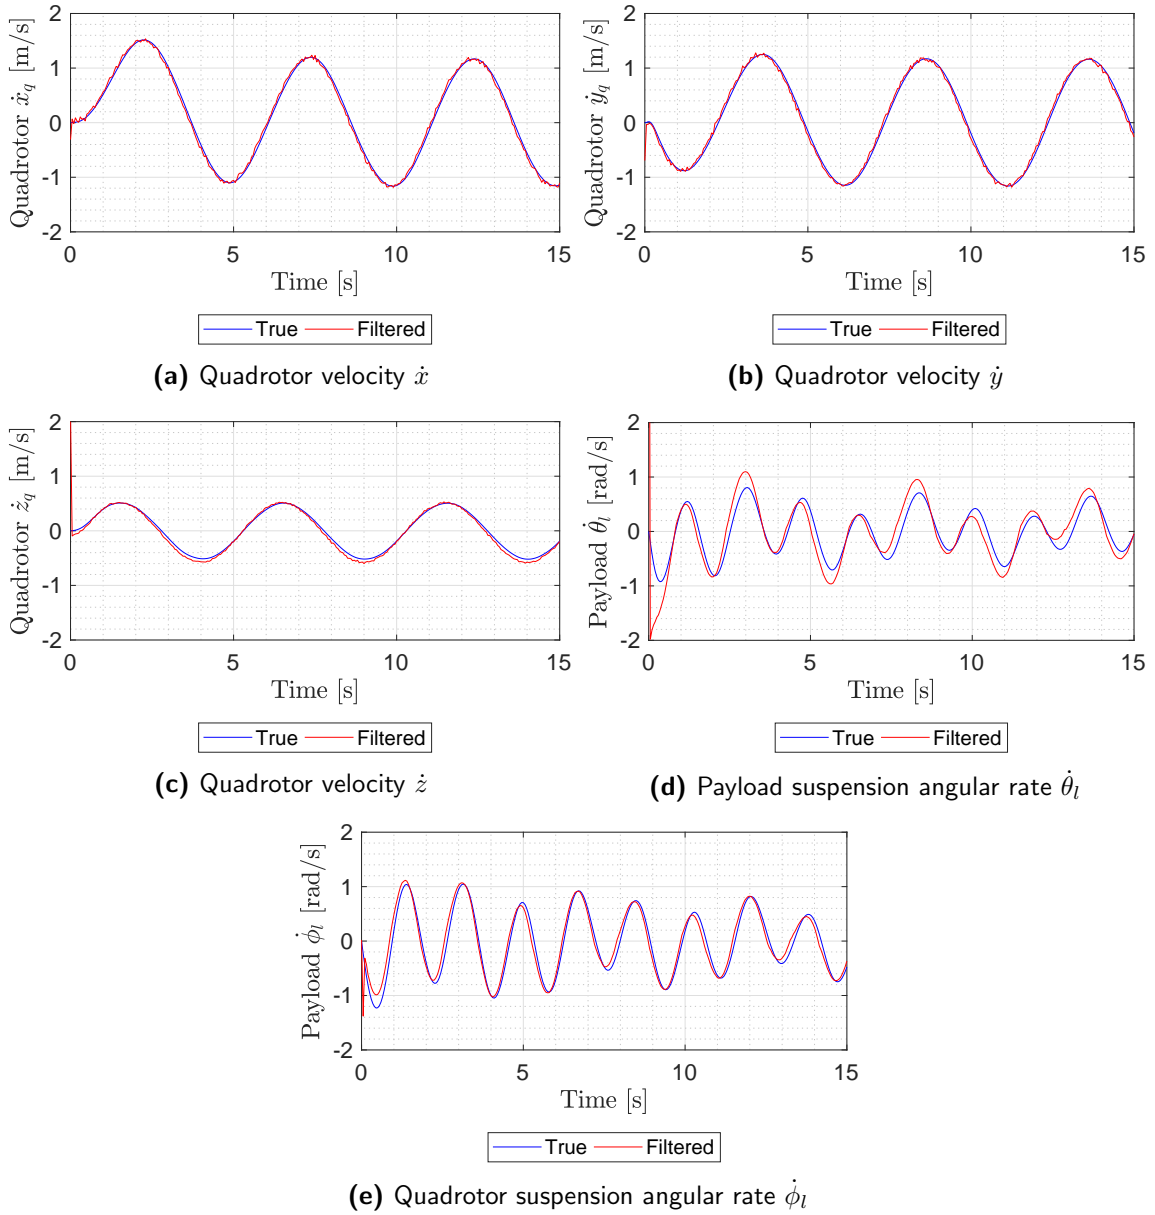 2
1
0
-1
-2
Quadrotor ẋ_q [m/s]
0 5 10 15
Time [s]
True Filtered
(a) Quadrotor velocity ẋ
2
1
0
-1
-2
Quadrotor ẏ_q [m/s]
0 5 10 15
Time [s]
True Filtered
(b) Quadrotor velocity ẏ
2
1
0
-1
-2
Quadrotor ż_q [m/s]
0 5 10 15
Time [s]
True Filtered
(c) Quadrotor velocity ż
2
1
0
-1
-2
Payload θ̇_l [rad/s]
0 5 10 15
Time [s]
True Filtered
(d) Payload suspension angular rate θ̇_l
2
1
0
-1
-2
Payload ϕ̇_l [rad/s]
0 5 10 15
Time [s]
True Filtered
(e) Quadrotor suspension angular rate ϕ̇_l